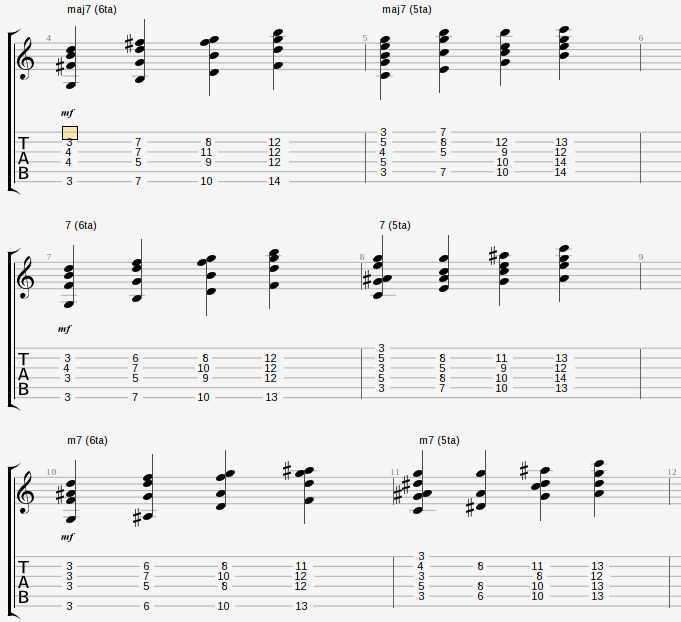 maj7 (6ta) maj7 (5ta)
4 5 6
mf
3 7
T 3 7 8 12 5 8 12 13
A 4 7 11 12 4 5 9 12
4 5 9 12 5 10 14
B 3 7 10 14
3 7 10 14
7 (6ta) 7 (5ta)
7 8 9
mf
3
T 3 6 8 12 5 8 11 13
A 4 7 10 12 3 5 9 12
3 5 9 12 5 8 10 14
B 3 7 10 12
3 7 10 13
m7 (6ta) m7 (5ta)
10 11 12
mf
3
T 3 6 8 11 4 8 11 13
A 3 7 10 12 3 8 12
3 5 8 12 5 8 10 13
B 3 6 10 13
3 6 10 13